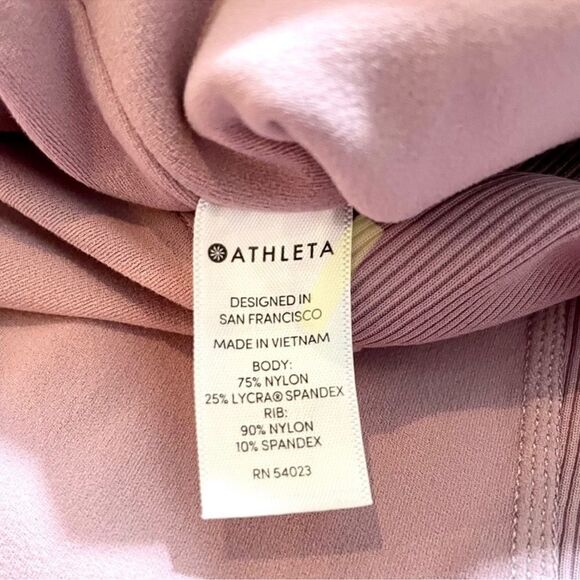 ATHLETA
DESIGNED IN
SAN FRANCISCO
MADE IN VIETNAM
BODY:
75% NYLON
25% LYCRA® SPANDEX
RIB:
90% NYLON
10% SPANDEX
RN 54023